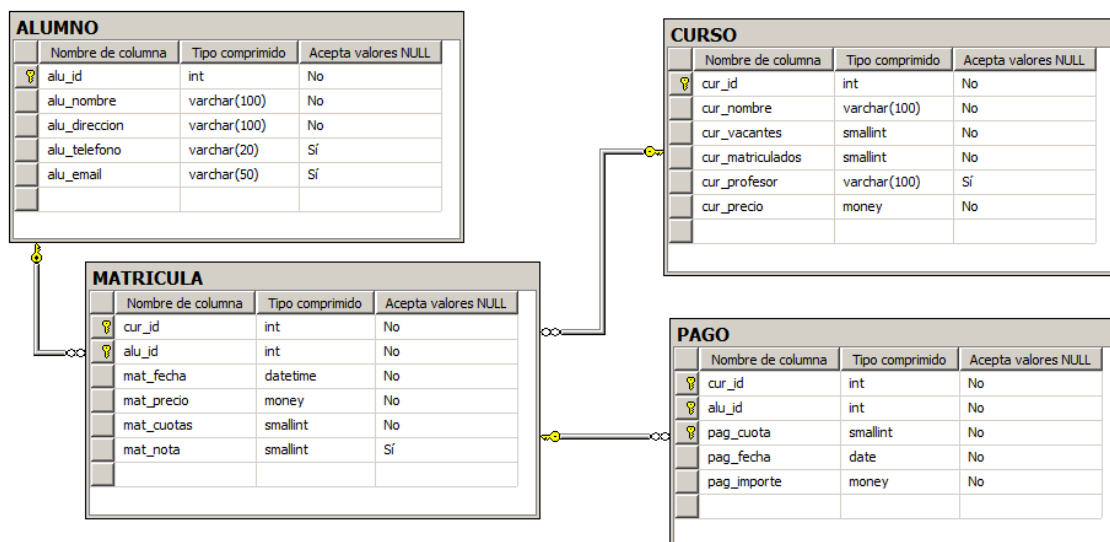 ALUMNO
Nombre de columna Tipo comprimido Acepta valores NULL
alu_id int No
alu_nombre varchar(100) No
alu_direccion varchar(100) No
alu_telefono varchar(20) Sí
alu_email varchar(50) Sí
CURSO
Nombre de columna Tipo comprimido Acepta valores NULL
cur_id int No
cur_nombre varchar(100) No
cur_vacantes smallint No
cur_matriculados smallint No
cur_profesor varchar(100) Sí
cur_precio money No
MATRICULA
Nombre de columna Tipo comprimido Acepta valores NULL
cur_id int No
alu_id int No
mat_fecha datetime No
mat_precio money No
mat_cuotas smallint No
mat_nota smallint Sí
PAGO
Nombre de columna Tipo comprimido Acepta valores NULL
cur_id int No
alu_id int No
pag_cuota smallint No
pag_fecha date No
pag_importe money No